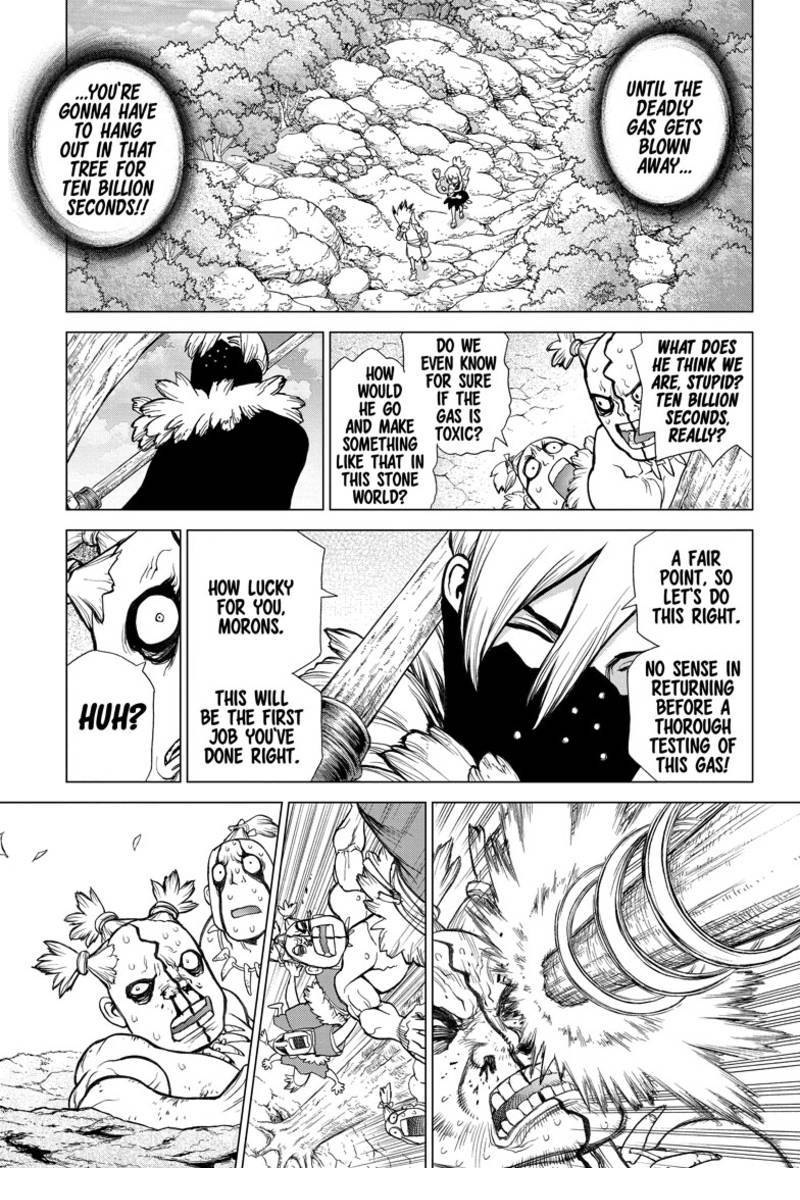 UNTIL THE
DEADLY
GAS GETS
BLOWN
AWAY...
...YOU'RE
GONNA HAVE
TO HANG
OUT IN THAT
TREE FOR
TEN BILLION
SECONDS!!
WHAT DOES
HE THINK WE
ARE, STUPID?
TEN BILLION
SECONDS,
REALLY?
DO WE
EVEN KNOW
FOR SURE
IF THE
GAS IS
TOXIC?
HOW
WOULD
HE GO
AND MAKE
SOMETHING
LIKE THAT IN
THIS STONE
WORLD?
A FAIR
POINT, SO
LET'S DO
THIS RIGHT.
NO SENSE IN
RETURNING
BEFORE A
THOROUGH
TESTING OF
THIS GAS!
HOW LUCKY
FOR YOU,
MORONS.
THIS WILL
BE THE FIRST
JOB YOU'VE
DONE RIGHT.
HUH?